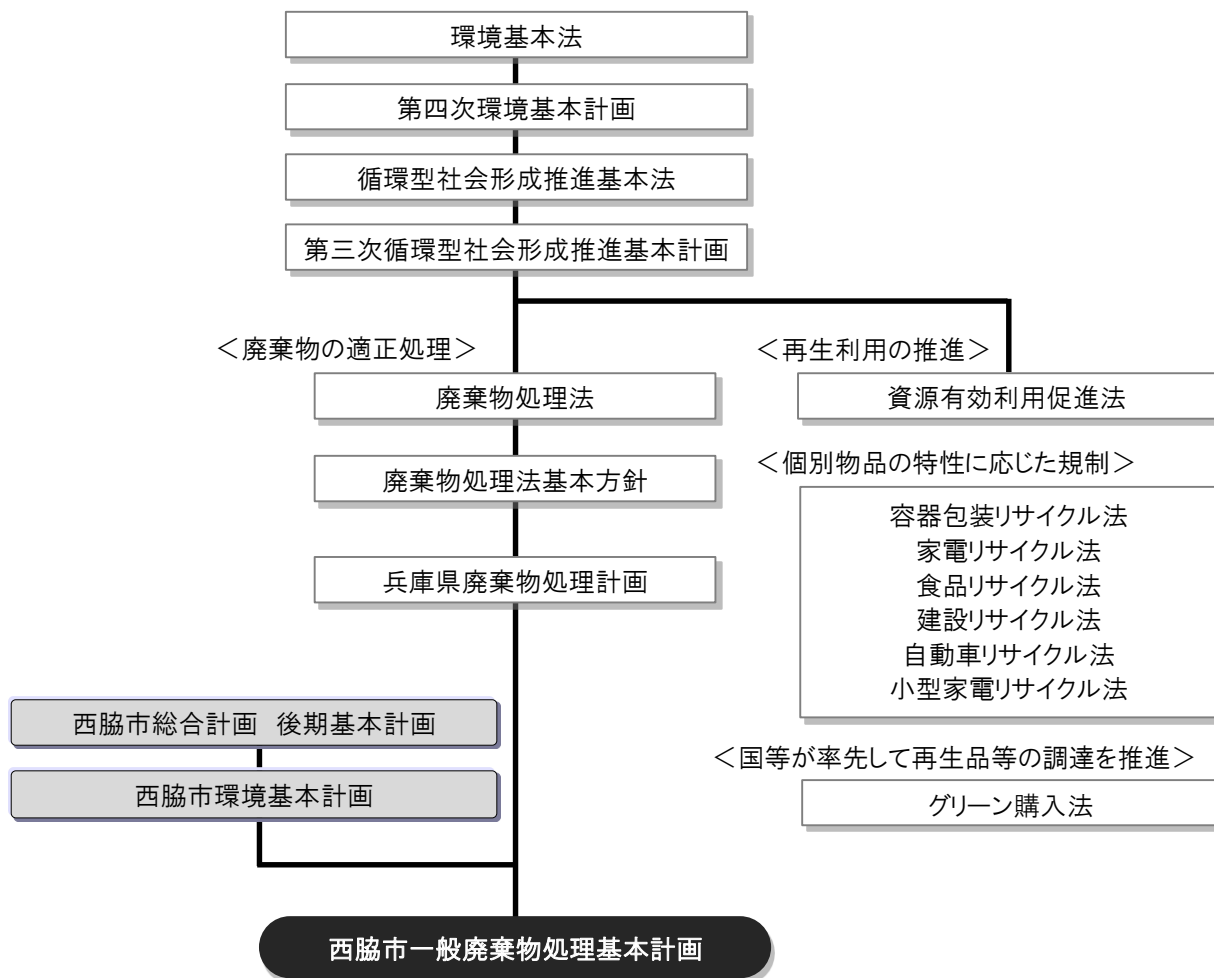 環境基本法
第四次環境基本計画
循環型社会形成推進基本法
第三次循環型社会形成推進基本計画
＜廃棄物の適正処理＞
廃棄物処理法
廃棄物処理法基本方針
兵庫県廃棄物処理計画
＜再生利用の推進＞
資源有効利用促進法
＜個別物品の特性に応じた規制＞
容器包装リサイクル法
家電リサイクル法
食品リサイクル法
建設リサイクル法
自動車リサイクル法
小型家電リサイクル法
＜国等が率先して再生品等の調達を推進＞
グリーン購入法
西脇市総合計画　後期基本計画
西脇市環境基本計画
西脇市一般廃棄物処理基本計画